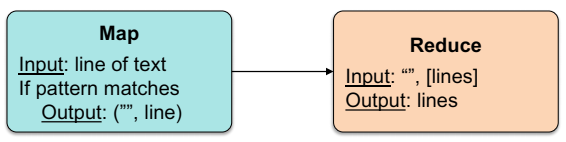 Map
Input: line of text
If pattern matches
Output: (””, line)
Reduce
Input: “”, [lines]
Output: lines